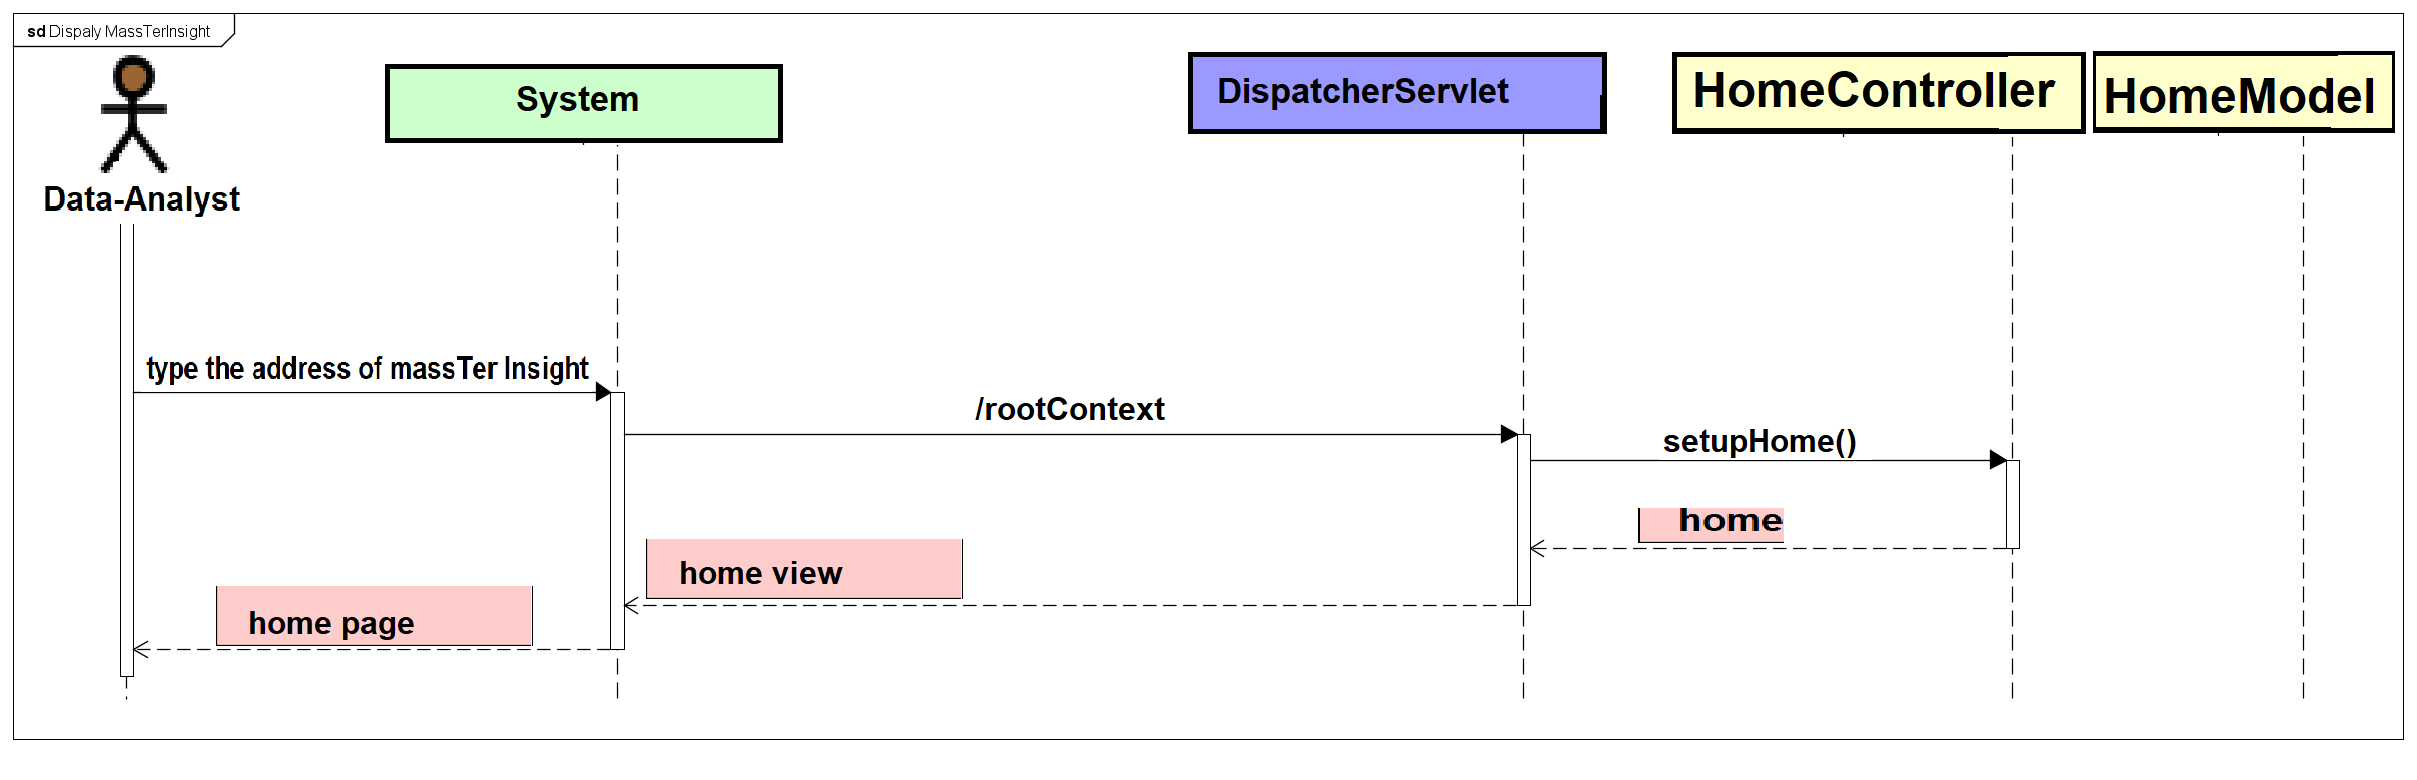 sd Dispaly MassTerInsight
System
DispatcherServlet
HomeController
HomeModel
Data-Analyst
type the address of massTer Insight
/rootContext
setupHome()
home
home view
home page